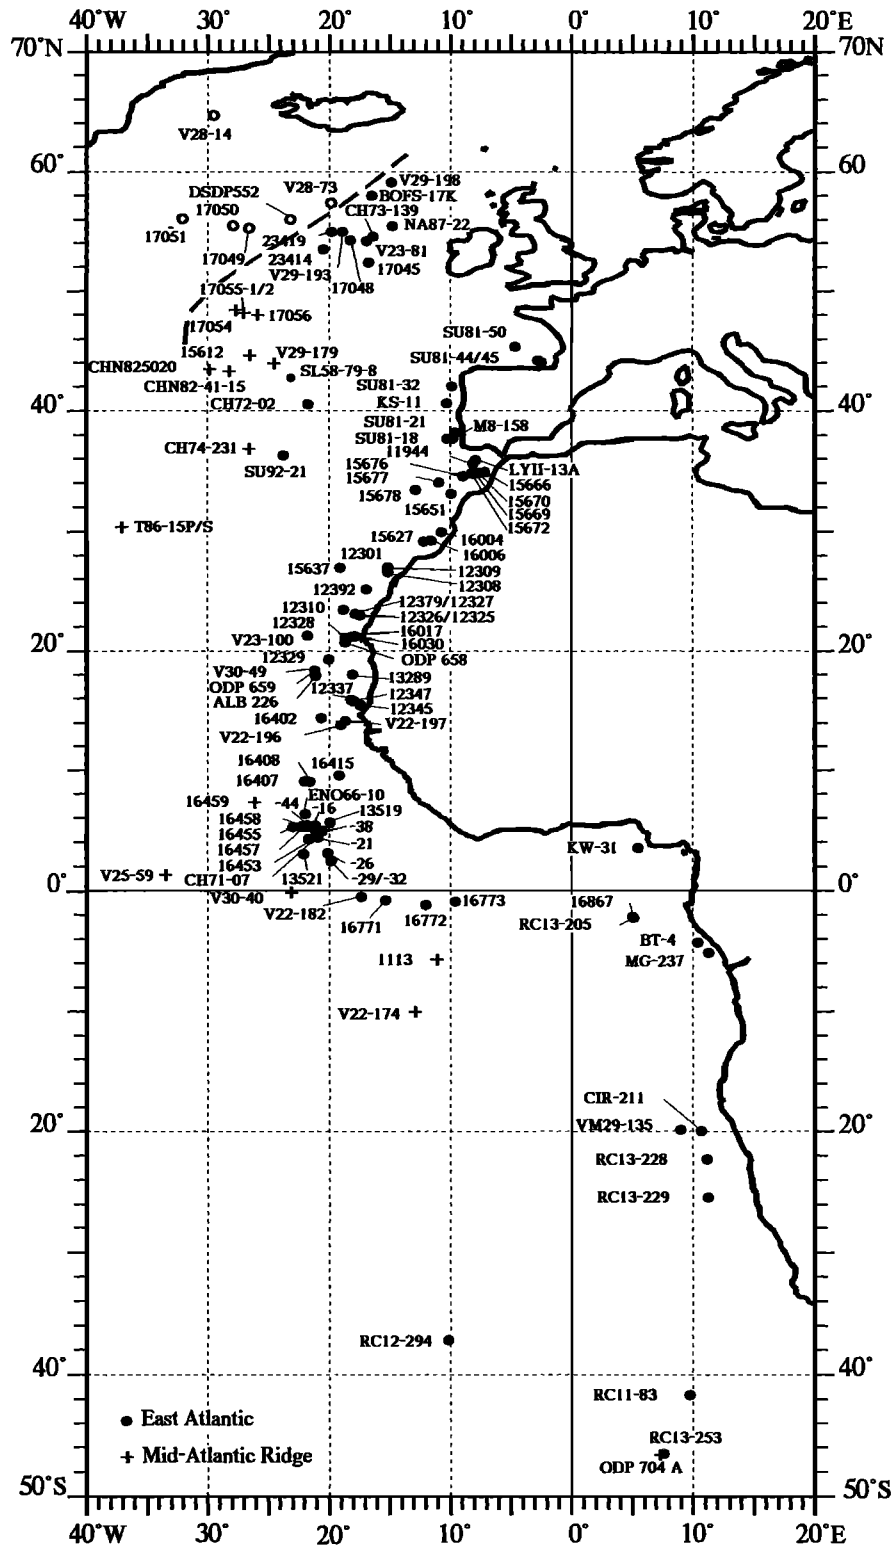 40°W 30° 20° 10° 0° 10° 20°E
70°N 70°N
V28-14
60° 60°
DSDP552 V28-73 V29-198
BOFS-17K
17050 CH73-139
17051 NA87-22
23419
17049 V23-81
23414 17045
V29-193 17048
17055-1/2
17054 17056
SU81-50
15612 V29-179
SU81-44/45
CHN825020 SL58-79-8
CHN82-41-15 SU81-32
CH72-02 KS-11
40° 40°
SU81-21 M8-158
SU81-18
CH74-231 11944
SU92-21 LYII-13A
15676 15666
15677
15678 15670
15651 15669
T86-15P/S 15672
15627 16004
12301 16006
15637 12309
12392 12308
12310 12379/12327
12328 12326/12325
V23-100 16017
16030
20° 20°
12329 ODP 658
V30-49 13289
ODP 659 12337 12347
ALB 226 12345
16402 V22-197
V22-196
16408 16415
16407
ENO66-10
16459 -44 -16 13519
16458 -38
16455
16457 -21
16453 -26
V25-59 CH71-07 13521 -29/-32
KW-31
0° 0°
V30-40 16773 16867
V22-182 16771 16772 RC13-205
BT-4
1113 MG-237
V22-174
CIR-211
VM29-135
20° 20°
RC13-228
RC13-229
RC12-294
40° 40°
RC11-83
East Atlantic
RC13-253
Mid-Atlantic Ridge
ODP 704 A
50°S 50°S
40°W 30° 20° 10° 0° 10° 20°E